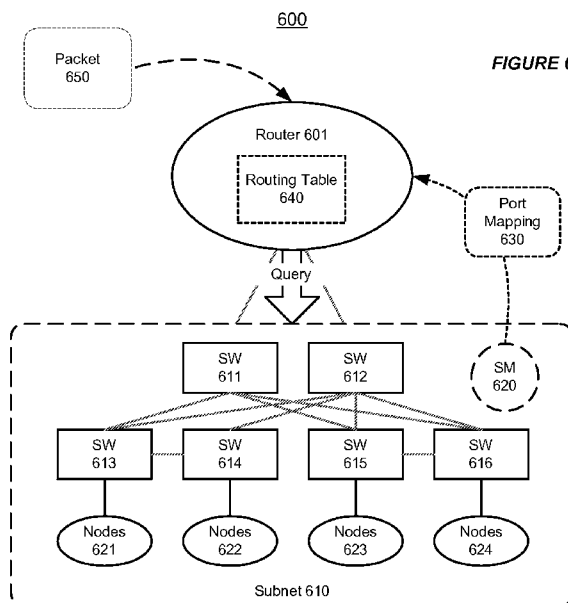 600
Packet
650
FIGURE 6
Router 601
Routing Table
640
Port
Mapping
630
Query
SW
611
SW
612
SM
620
SW
613
SW
614
SW
615
SW
616
Nodes
621
Nodes
622
Nodes
623
Nodes
624
Subnet 610